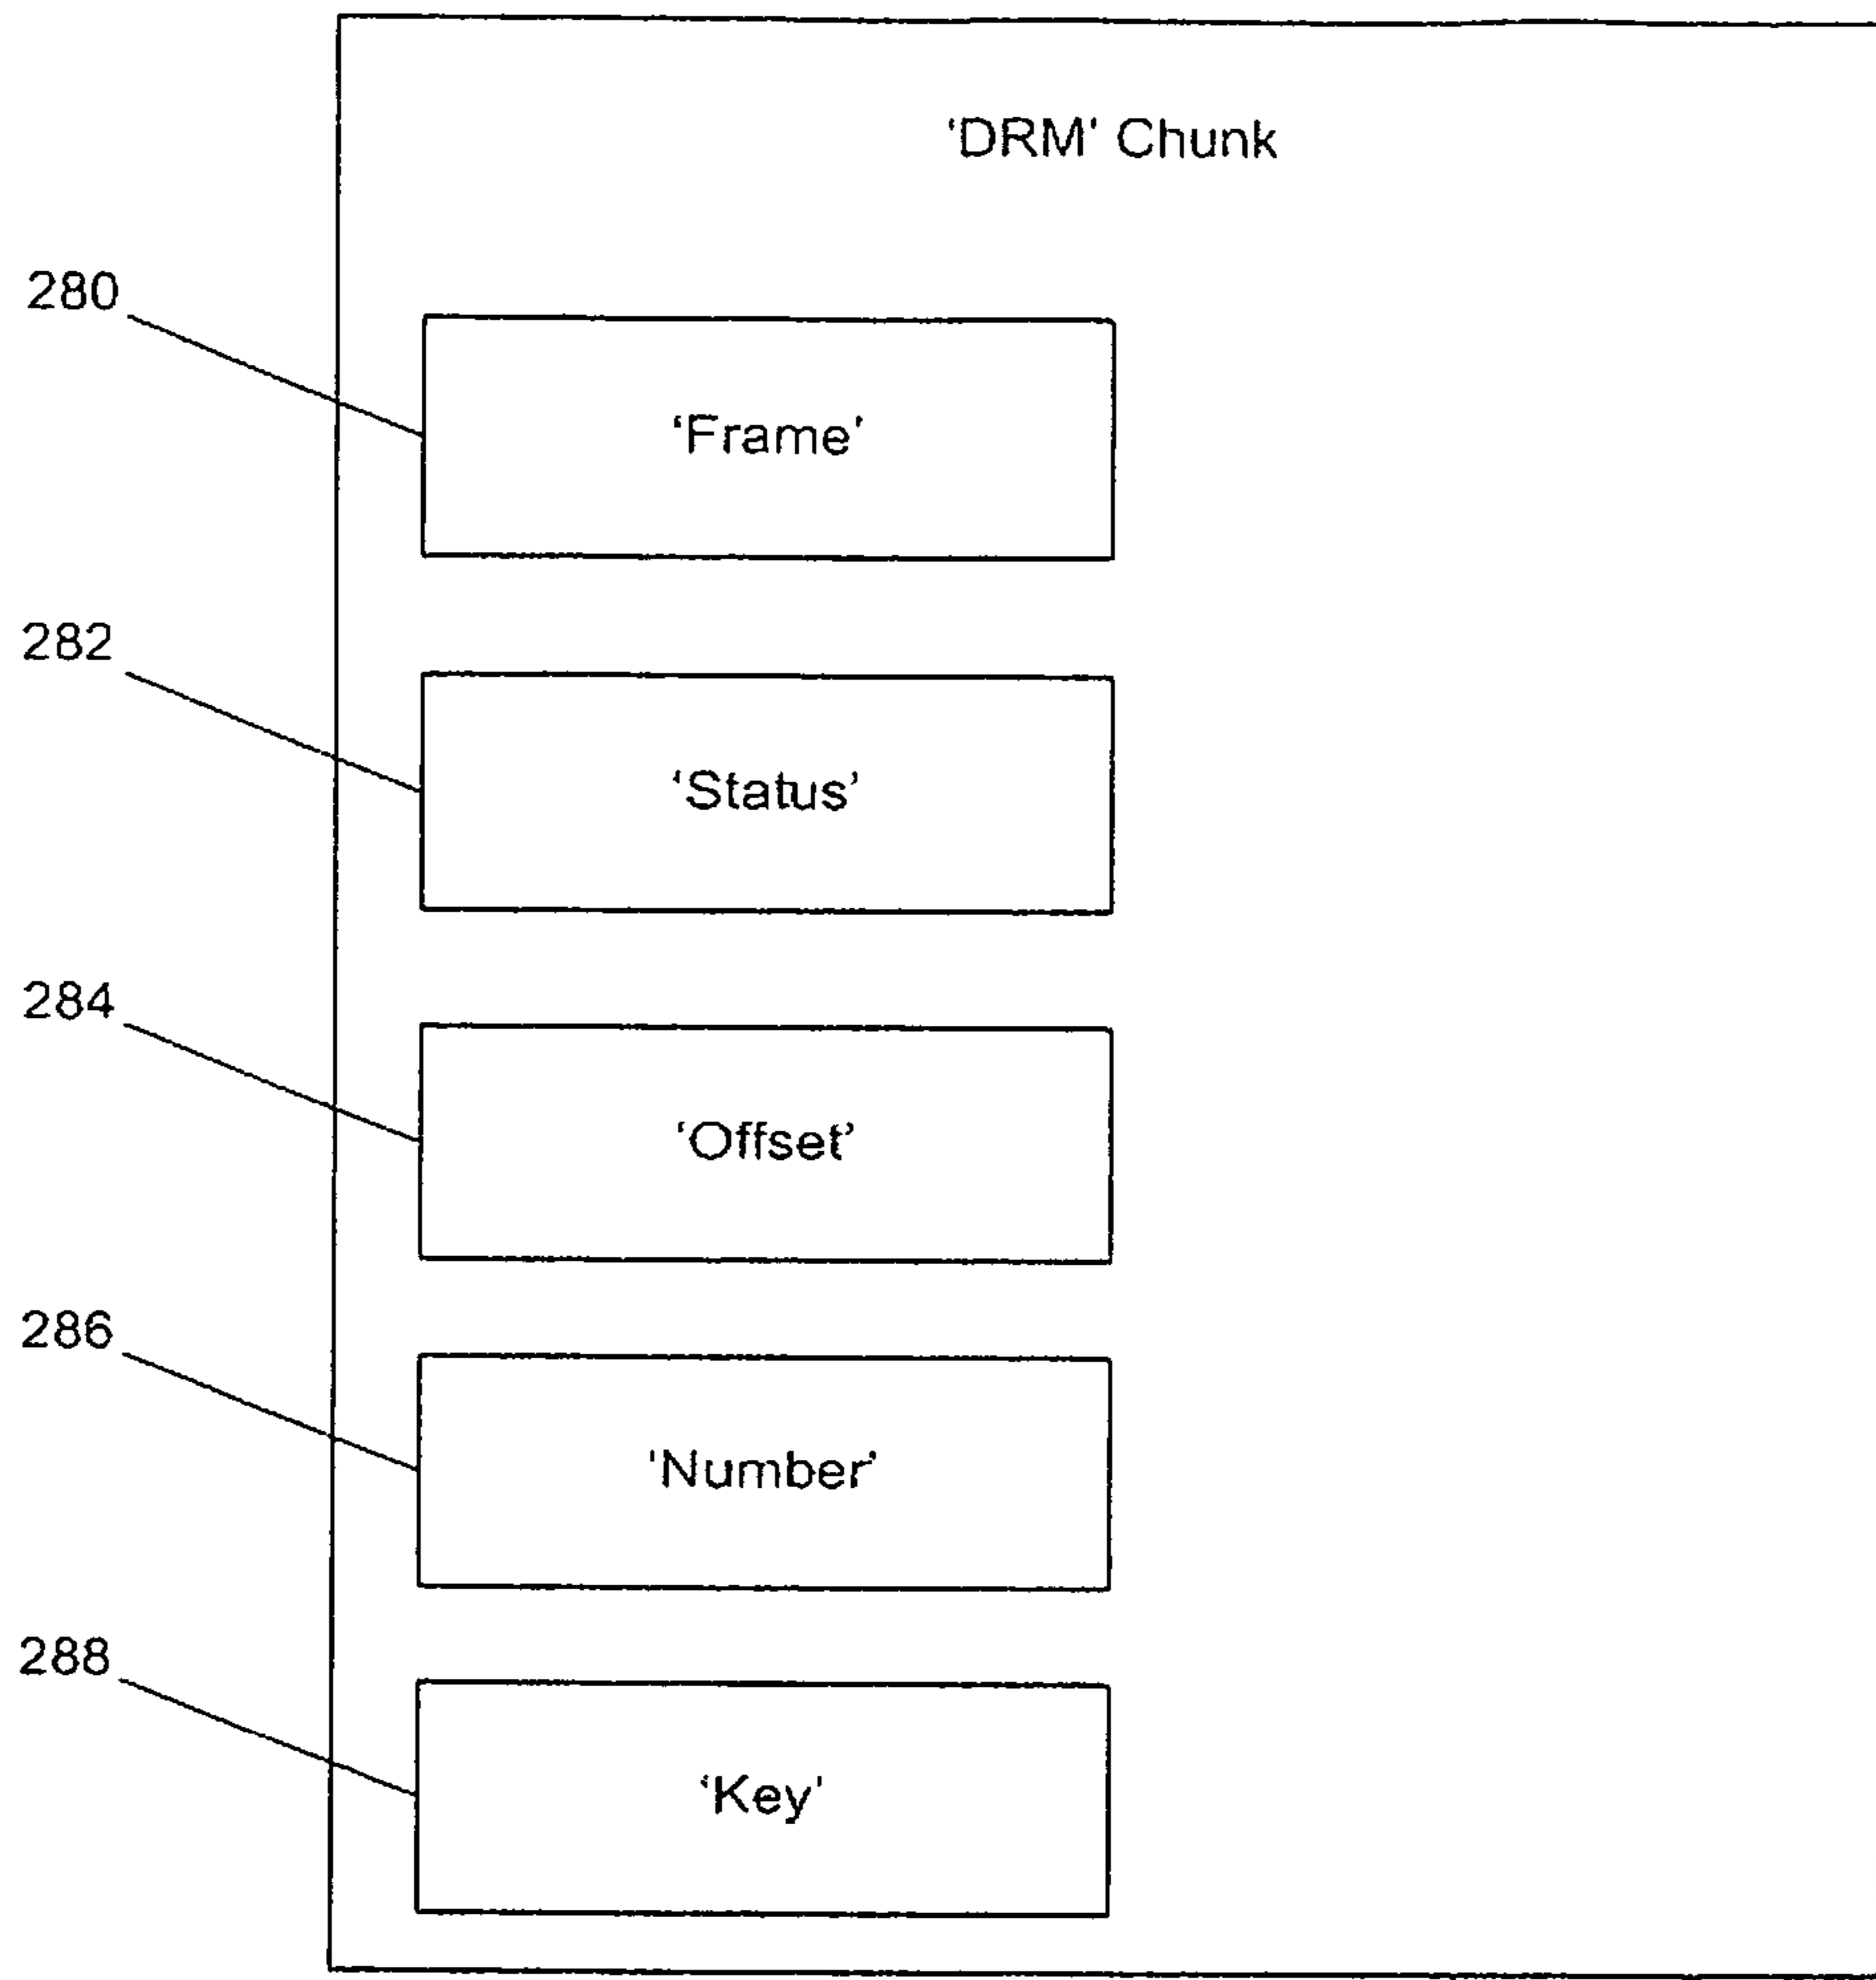 ‘DRM’ Chunk
280
‘Frame’
282
‘Status’
284
‘Offset’
286
‘Number’
288
‘Key’